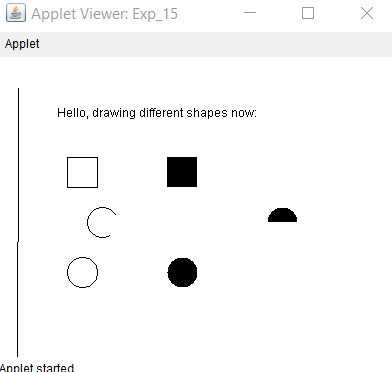 Applet Viewer: Exp_15
Applet
Hello, drawing different shapes now:
Applet started